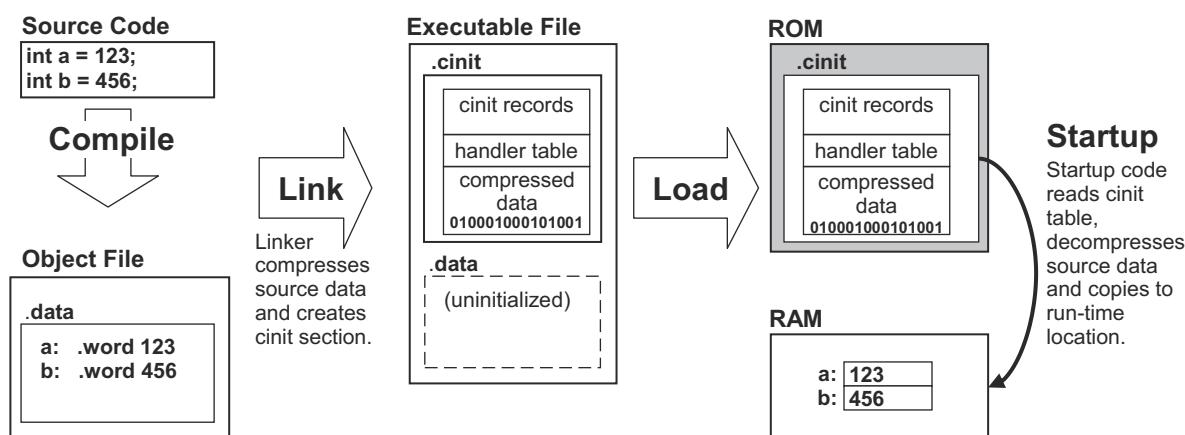 Source Code
int a = 123;
int b = 456;
Compile
Object File
.data
a: .word 123
b: .word 456
Link
Linker
compresses
source data
and creates
cinit section.
Executable File
.cinit
cinit records
handler table
compressed
data
010001000101001
.data
(uninitialized)
Load
ROM
.cinit
cinit records
handler table
compressed
data
010001000101001
RAM
a: 123
b: 456
Startup
Startup code
reads cinit
table,
decompresses
source data
and copies to
run-time
location.